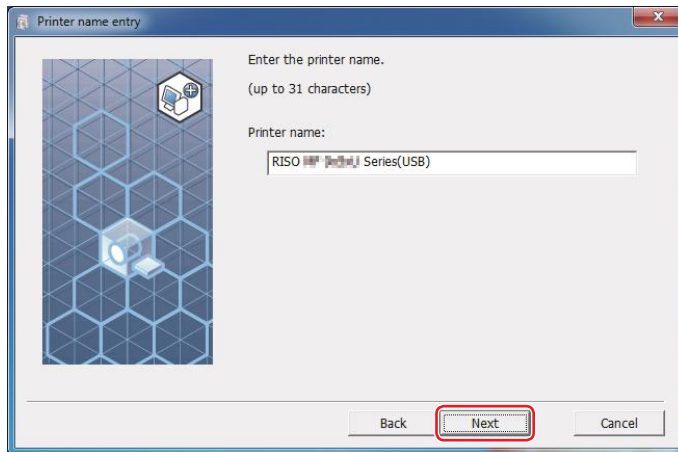 Printer name entry
Enter the printer name.
(up to 31 characters)
Printer name:
RISO Series(USB)
Back Next Cancel